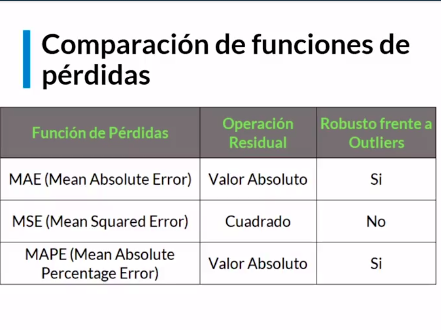 Comparación de funciones de
pérdidas
Función de Pérdidas
Operación
Residual
Robusto frente a
Outliers
MAE (Mean Absolute Error)
Valor Absoluto
Si
MSE (Mean Squared Error)
Cuadrado
No
MAPE (Mean Absolute
Percentage Error)
Valor Absoluto
Si